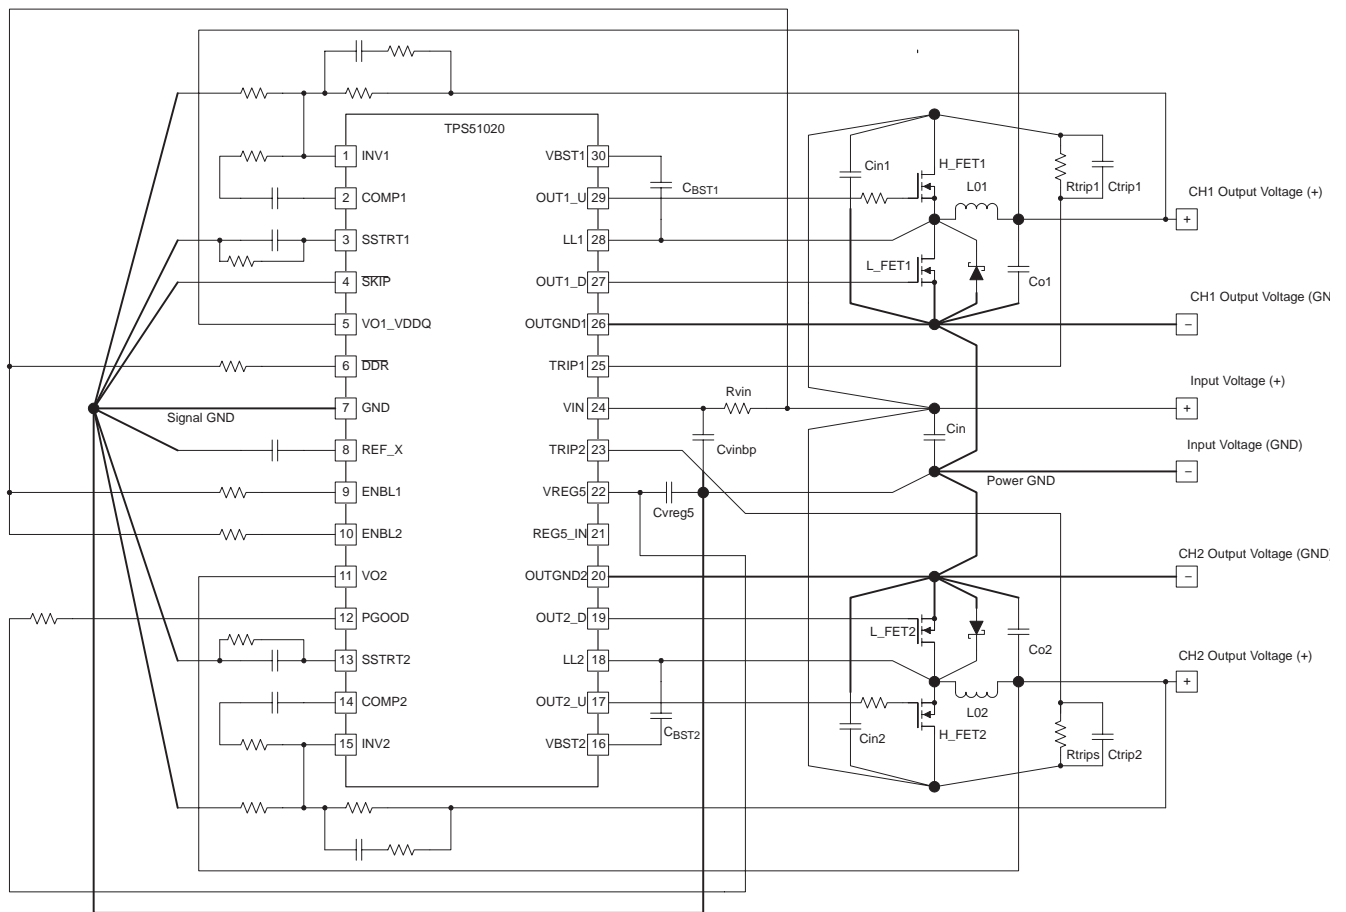 TPS51020
1 INV1
2 COMP1
3 SSTRT1
4 SKIP
5 VO1_VDDQ
6 DDR
7 GND
8 REF_X
9 ENBL1
10 ENBL2
11 VO2
12 PGOOD
13 SSTRT2
14 COMP2
15 INV2
Signal GND
VBST1 30
OUT1_U 29
LL1 28
OUT1_D 27
OUTGND1 26
TRIP1 25
VIN 24
TRIP2 23
VREG5 22
REG5_IN 21
OUTGND2 20
OUT2_D 19
LL2 18
OUT2_U 17
VBST2 16
CBST1
Rvin
Cvinbp
Cvreg5
CBST2
Cin1
H_FET1
L01
Rtrip1
Ctrip1
L_FET1
Co1
Cin
Power GND
L_FET2
Co2
L02
Cin2
H_FET2
Rtrips
Ctrip2
CH1 Output Voltage (+)
+
CH1 Output Voltage (GN
−
Input Voltage (+)
+
Input Voltage (GND)
−
CH2 Output Voltage (GND)
−
CH2 Output Voltage (+)
+